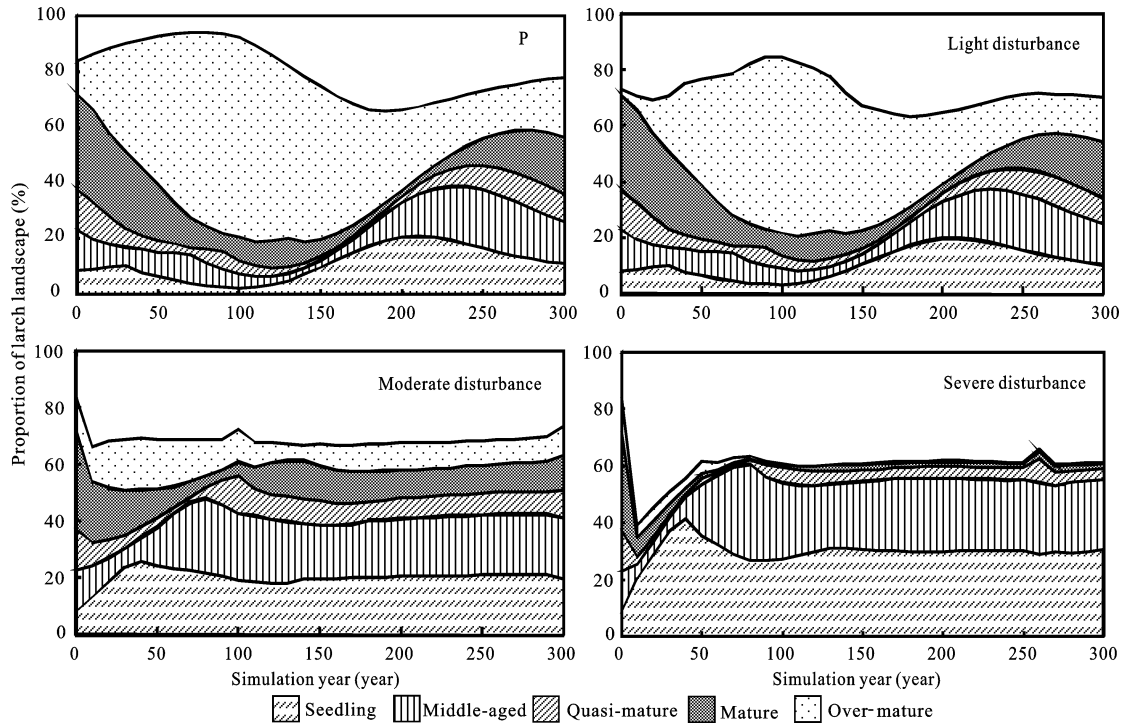 Proportion of larch landscape (%)
100
80
60
40
20
0
P
0 50 100 150 200 250 300
100
80
60
40
20
0
Light disturbance
0 50 100 150 200 250 300
100
80
60
40
20
0
Moderate disturbance
0 50 100 150 200 250 300
Simulation year (year)
100
80
60
40
20
0
Severe disturbance
0 50 100 150 200 250 300
Simulation year (year)
Seedling Middle-aged Quasi-mature Mature Over-mature